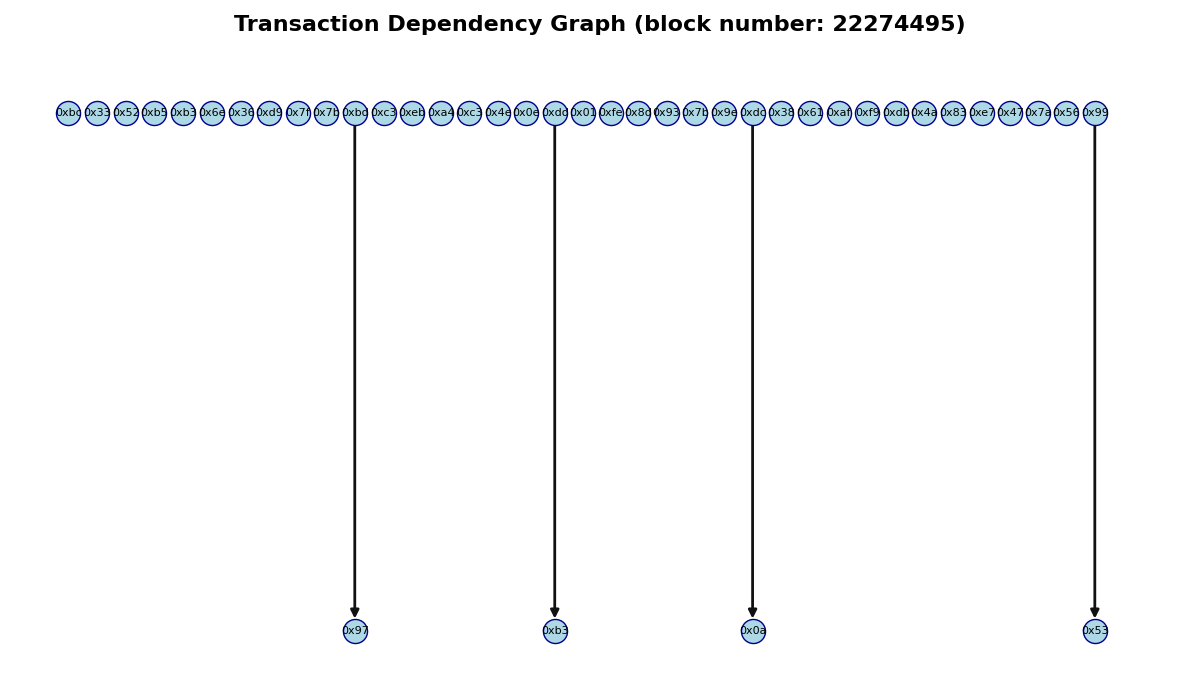 Transaction Dependency Graph (block number: 22274495)
0xbc 0x33 0x52 0xb5 0xb3 0x6e 0x36 0xd9 0x7f 0x7b 0xbd 0xc3 0xeb 0xa4 0xc3 0x4e 0x0e 0xdd 0x01 0xfe 0x8d 0x93 0x7b 0x9e 0xdc 0x38 0x61 0xaf 0xf9 0xdb 0x4a 0x83 0xe7 0x47 0x7a 0x56 0x99
0x97 0xb3 0x0a 0x53